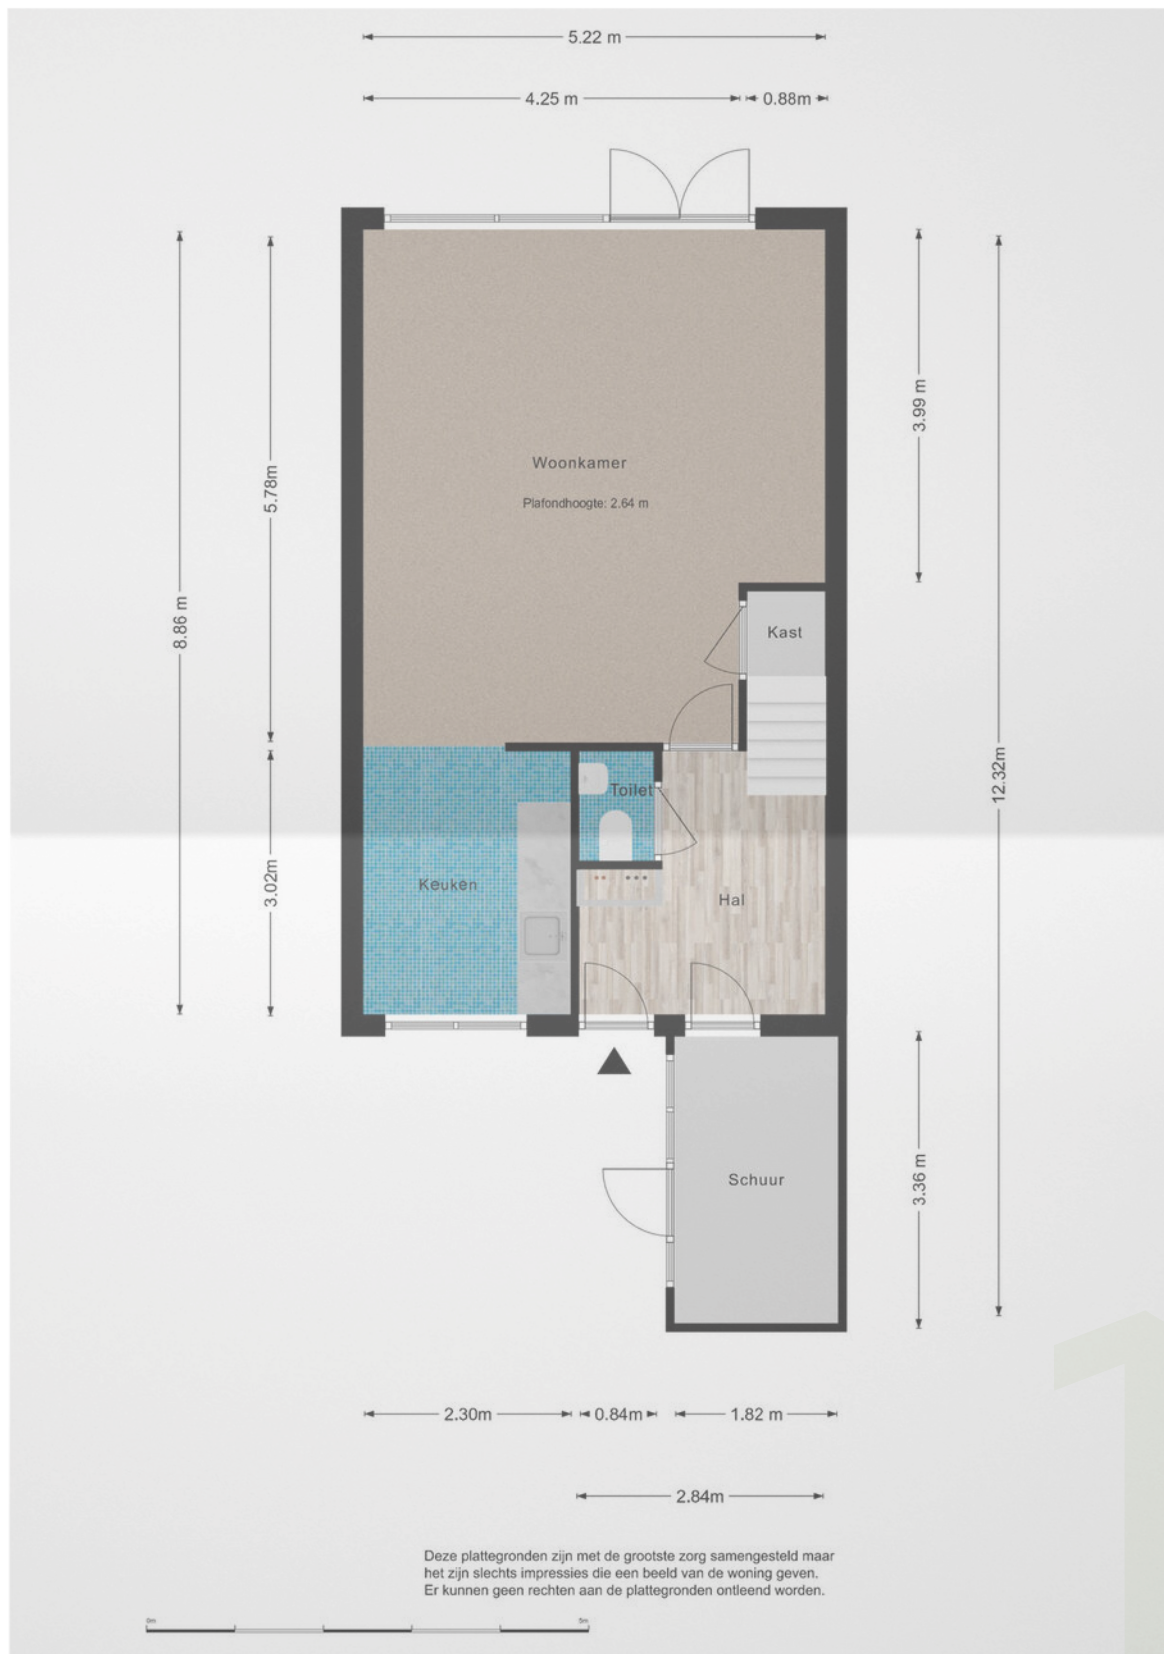 5.22 m
4.25 m
0.88m
8.86 m
5.78m
3.99 m
12.32m
Woonkamer
Plafondhoogte: 2.64 m
Kast
Toilet
3.02m
Keuken
Hal
Schuur
3.36 m
2.30m
0.84m
1.82 m
2.84m
Deze plattegronden zijn met de grootste zorg samengesteld maar
het zijn slechts impressies die een beeld van de woning geven.
Er kunnen geen rechten aan de plattegronden ontleend worden.
0m
5m
1